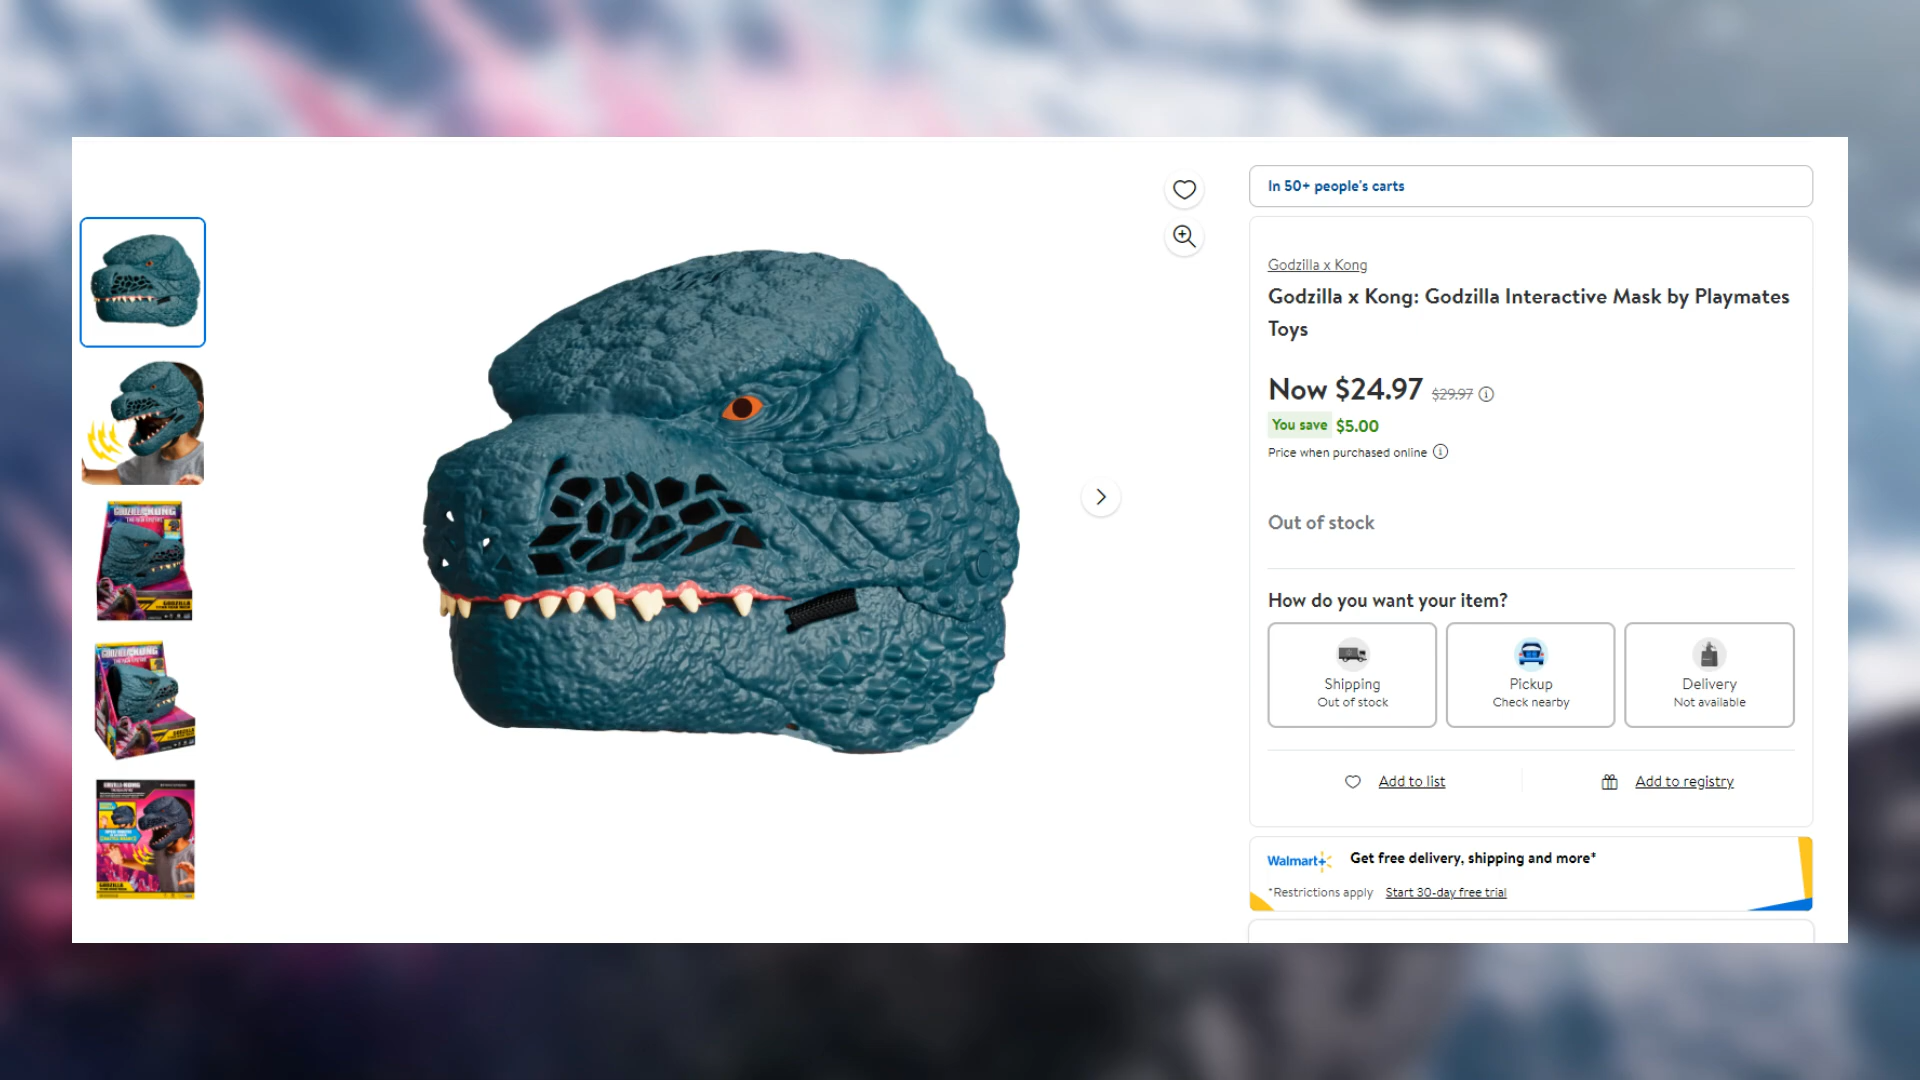 In 50+ people's carts
Godzilla x Kong
Godzilla x Kong: Godzilla Interactive Mask by Playmates
Toys
Now $24.97 $29.97
You save $5.00
Price when purchased online
Out of stock
How do you want your item?
Shipping
Out of stock
Pickup
Check nearby
Delivery
Not available
Add to list
Add to registry
Walmart+ Get free delivery, shipping and more*
*Restrictions apply Start 30-day free trial
GODZILLA
GODZILLA
GODZILLA